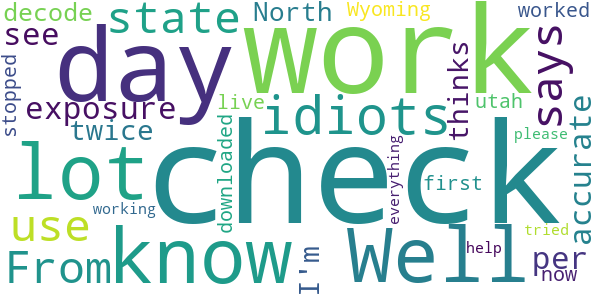 decode
state
North
Wyoming
worked
see
day
work
says
stopped
exposure
idiots
thinks
twice
live
utah
accurate
lot
check
downloaded
please
everything
first
use
working
know
Well
tried
From
I'm
help
per
now